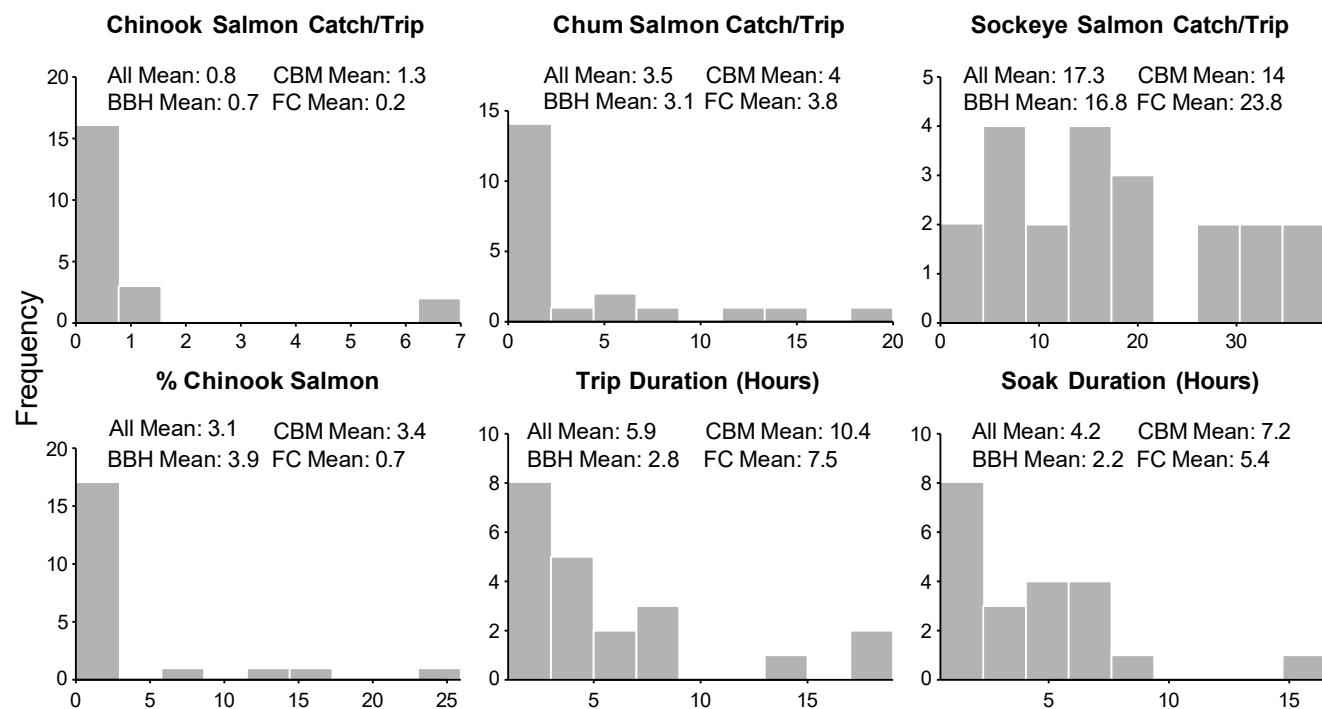 Chinook Salmon Catch/Trip
All Mean: 0.8 CBM Mean: 1.3
BBH Mean: 0.7 FC Mean: 0.2
20
15
10
5
0
0 1 2 3 4 5 6 7
Chum Salmon Catch/Trip
All Mean: 3.5 CBM Mean: 4
BBH Mean: 3.1 FC Mean: 3.8
15
10
5
0
0 5 10 15 20
Sockeye Salmon Catch/Trip
All Mean: 17.3 CBM Mean: 14
BBH Mean: 16.8 FC Mean: 23.8
5
4
3
2
1
0
0 10 20 30
Frequency
% Chinook Salmon
All Mean: 3.1 CBM Mean: 3.4
BBH Mean: 3.9 FC Mean: 0.7
20
15
10
5
0
0 5 10 15 20 25
Trip Duration (Hours)
All Mean: 5.9 CBM Mean: 10.4
BBH Mean: 2.8 FC Mean: 7.5
10
8
6
4
2
0
5 10 15
Soak Duration (Hours)
All Mean: 4.2 CBM Mean: 7.2
BBH Mean: 2.2 FC Mean: 5.4
10
8
6
4
2
0
5 10 15